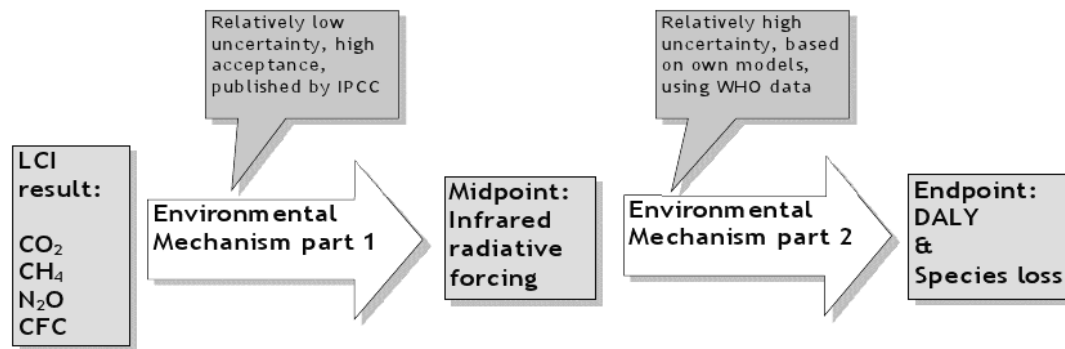 Relatively low
uncertainty, high
acceptance,
published by IPCC
Relatively high
uncertainty, based
on own models,
using WHO data
LCI
result:
CO₂
CH₄
N₂O
CFC
Environmental
Mechanism part 1
Midpoint:
Infrared
radiative
forcing
Environmental
Mechanism part 2
Endpoint:
DALY
&
Species loss